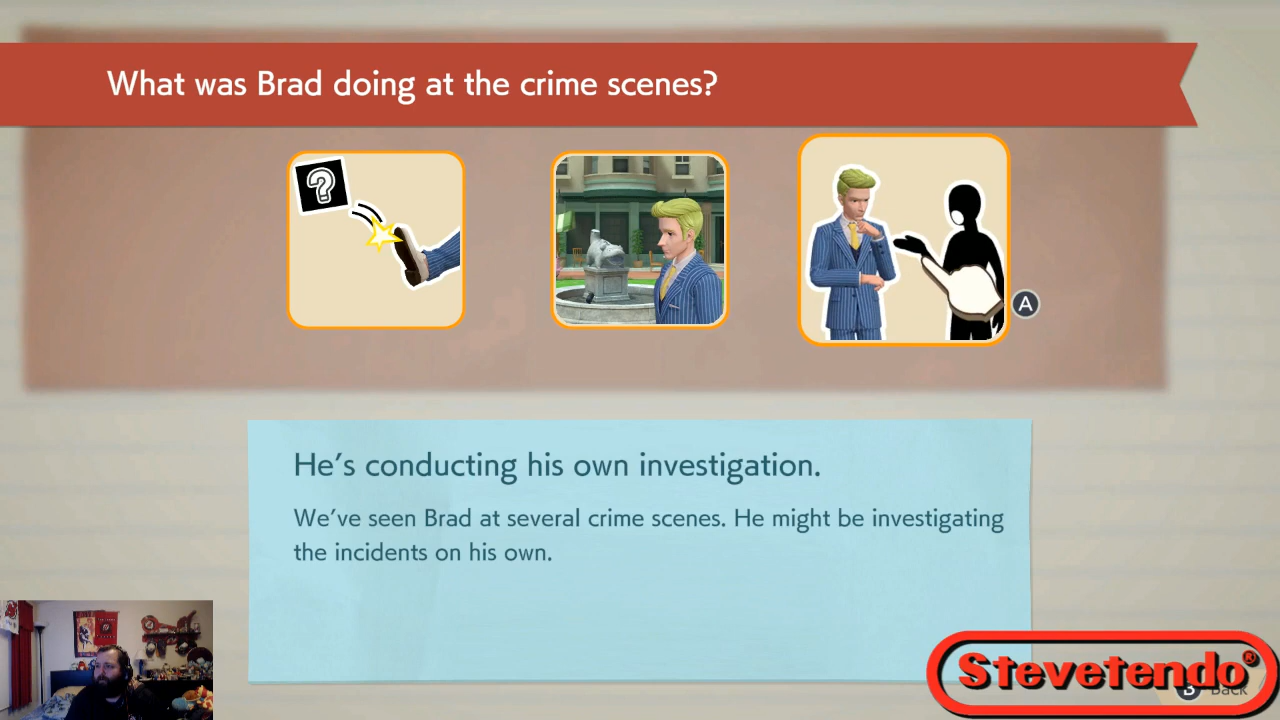 What was Brad doing at the crime scenes?
?
A
He's conducting his own investigation.
We've seen Brad at several crime scenes. He might be investigating
the incidents on his own.
Stevetendo®
B Back